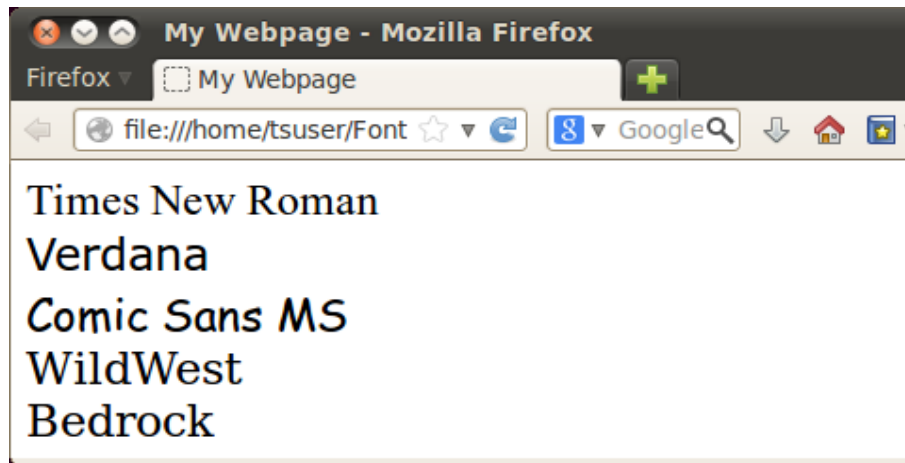 My Webpage - Mozilla Firefox
Firefox My Webpage
file:///home/tsuser/Font 8 Google
Times New Roman
Verdana
Comic Sans MS
WildWest
Bedrock